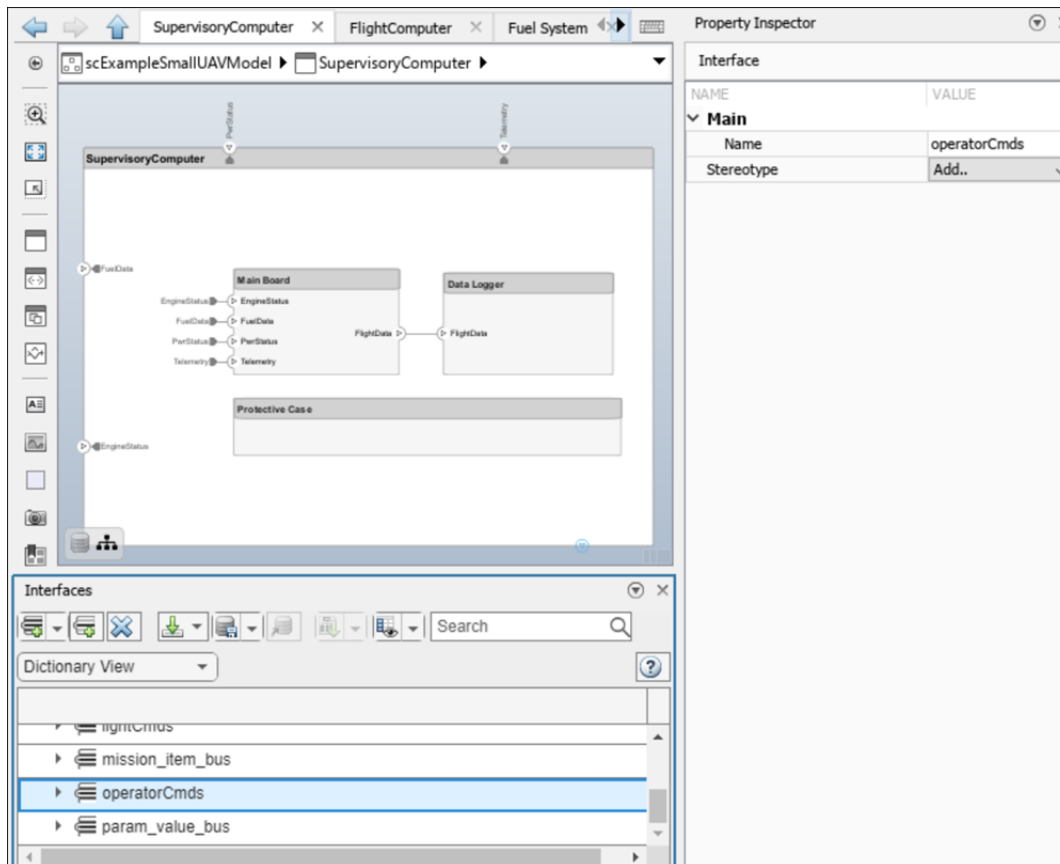 SupervisoryComputer
FlightComputer
Fuel System
Property Inspector
scExampleSmallUAVModel
SupervisoryComputer
Interface
NAME VALUE
Main
Name operatorCmds
Stereotype Add..
PwrStatus
Telemetry
SupervisoryComputer
FuelData
Main Board
Data Logger
EngineStatus EngineStatus
FuelData FuelData
PwrStatus PwrStatus
Telemetry Telemetry
FlightData FlightData
Protective Case
EngineStatus
Interfaces
Search
Dictionary View
mission_item_bus
operatorCmds
param_value_bus